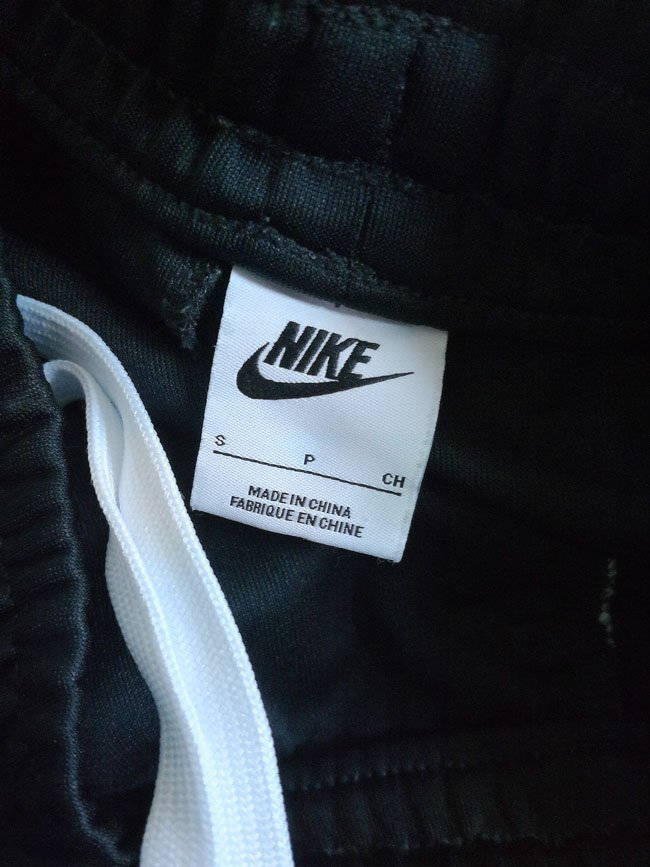 NIKE
S P CH
MADE IN CHINA
FABRIQUE EN CHINE